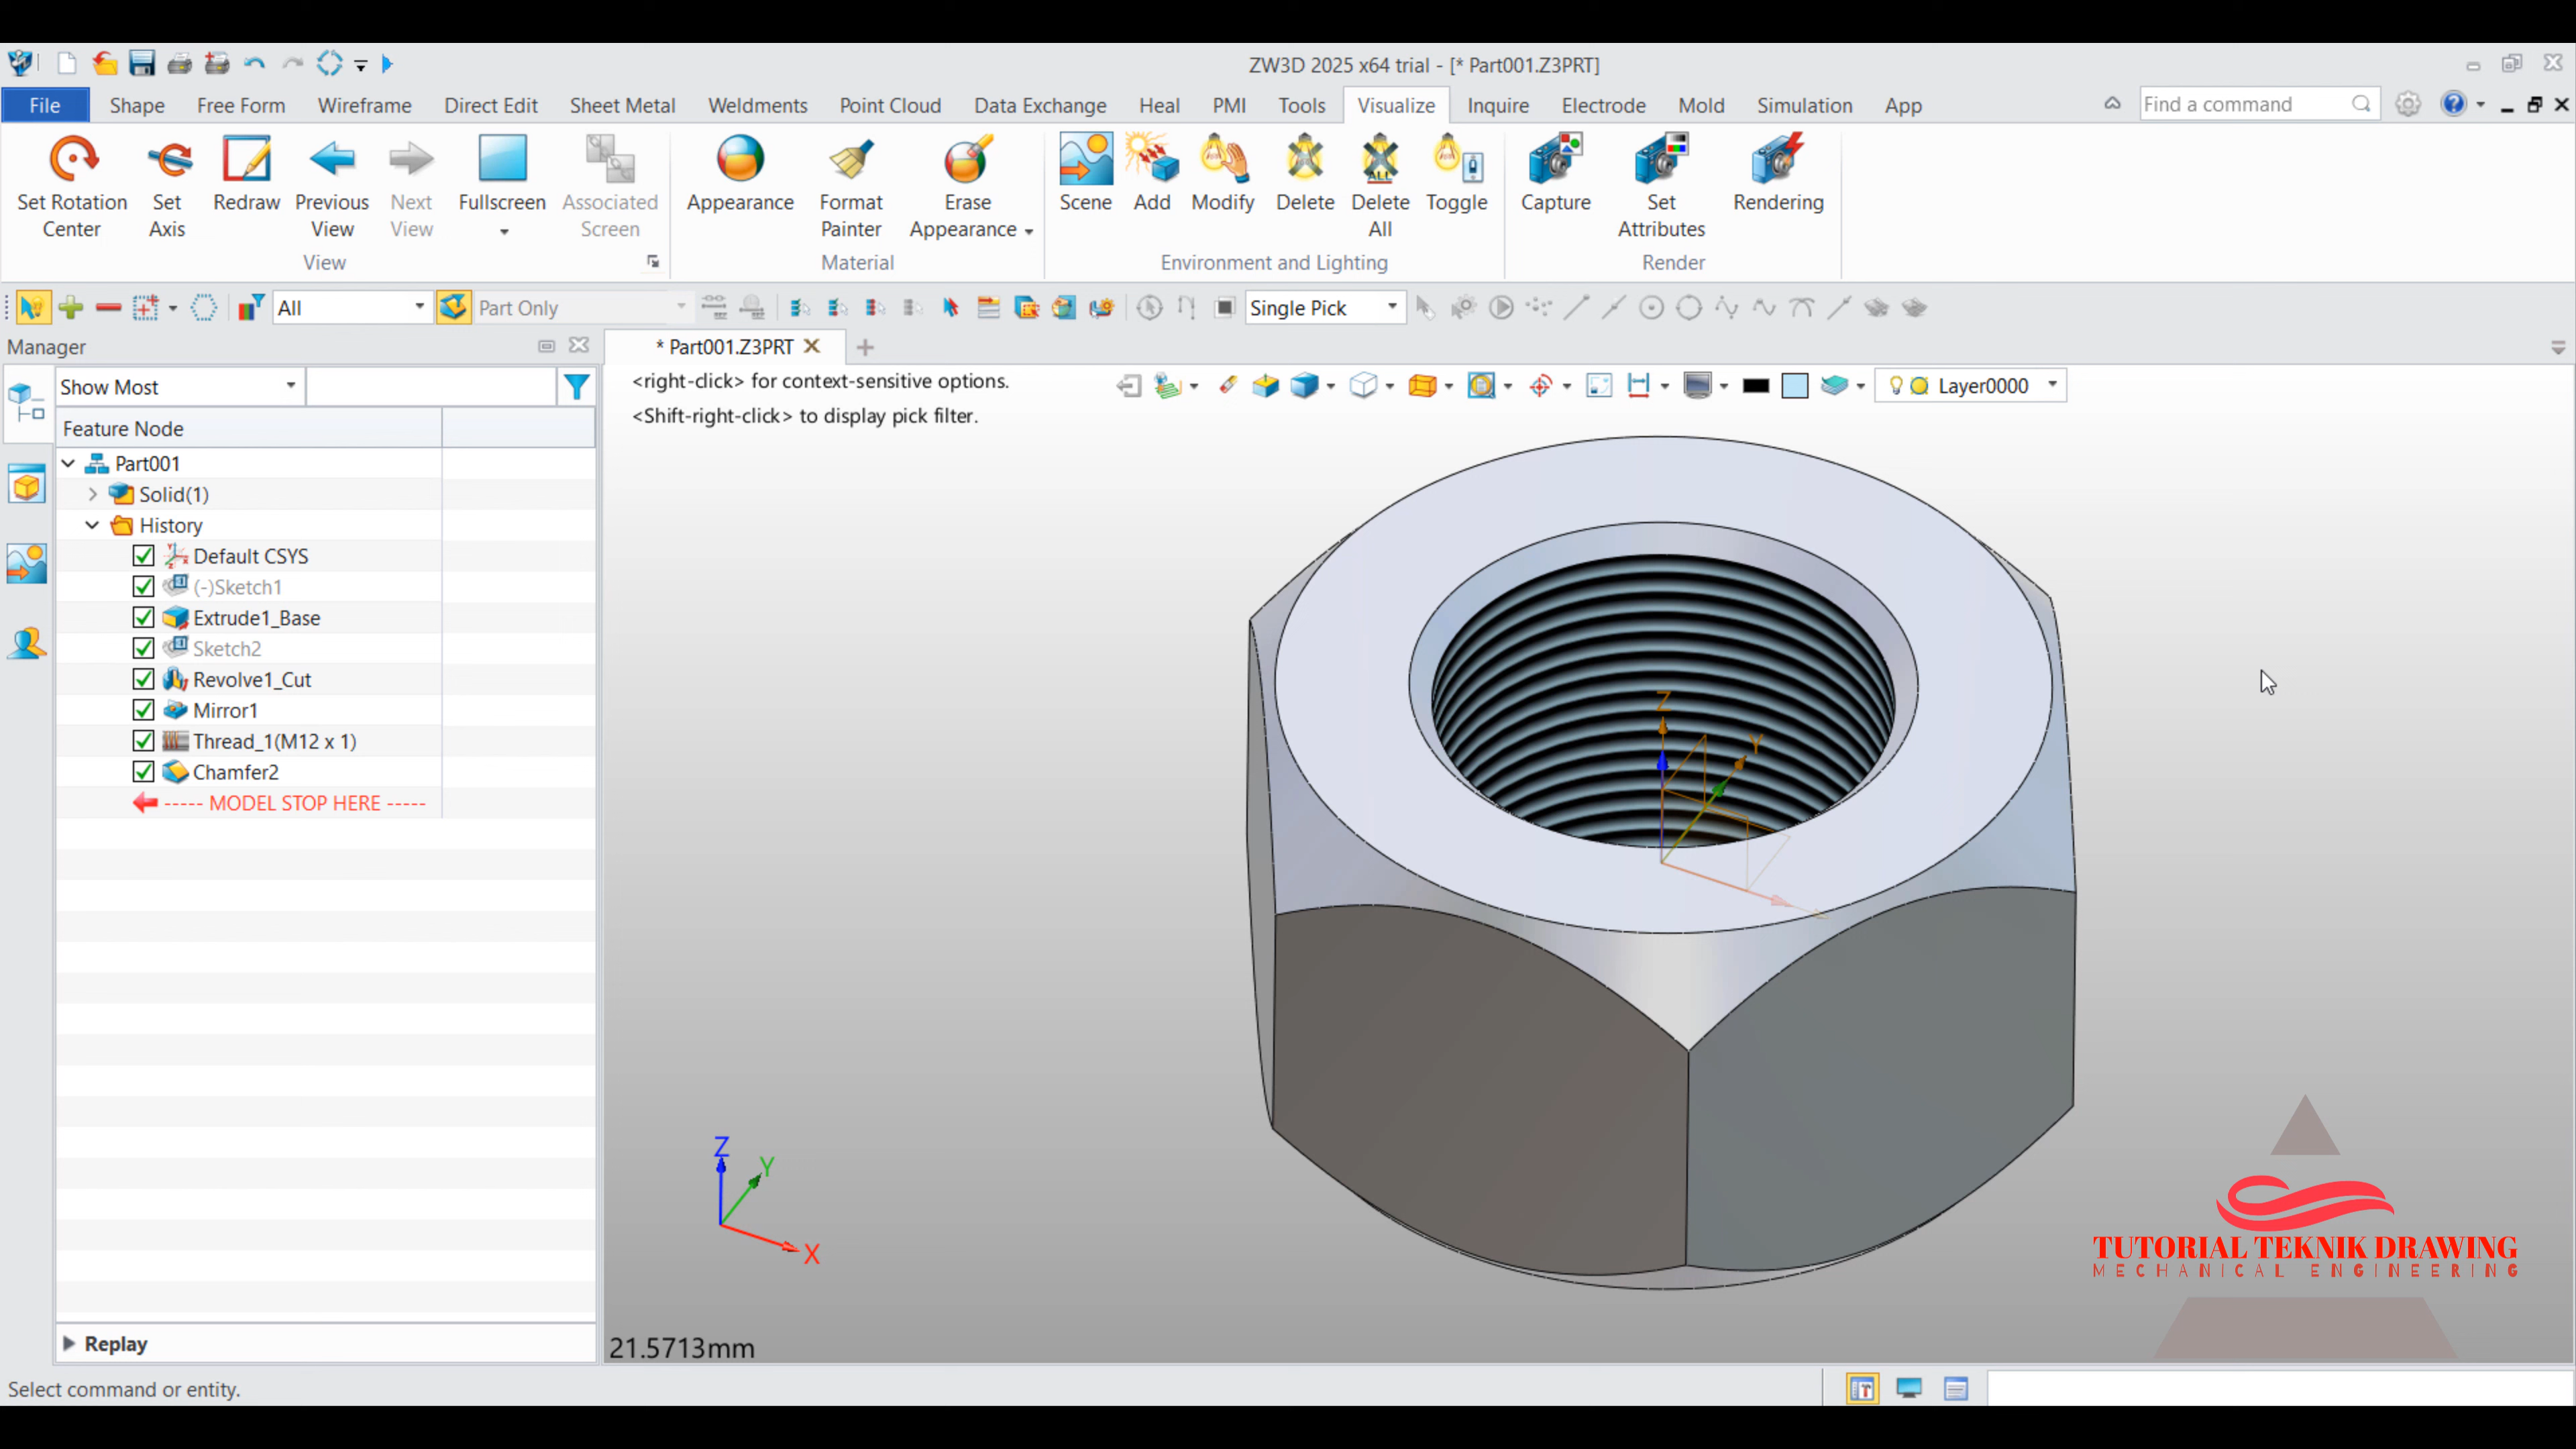 ZW3D 2025 x64 trial - [* Part001.Z3PRT]
File Shape Free Form Wireframe Direct Edit Sheet Metal Weldments Point Cloud Data Exchange Heal PMI Tools Visualize Inquire Electrode Mold Simulation App Find a command
Set Rotation Center
Set Axis
Redraw
Previous View
Next View
Fullscreen
Associated Screen
Appearance
Format Painter
Erase Appearance
Scene
Add
Modify
Delete
ALL
Delete All
Toggle
Capture
Set Attributes
Rendering
View Material Environment and Lighting Render
All Part Only Single Pick
Manager
* Part001.Z3PRT
Show Most
<right-click> for context-sensitive options.
<Shift-right-click> to display pick filter.
Layer0000
Feature Node
Part001
Solid(1)
History
Default CSYS
(-)Sketch1
Extrude1_Base
Sketch2
Revolve1_Cut
Mirror1
Thread_1(M12 x 1)
Chamfer2
----- MODEL STOP HERE -----
Z
Y
Z
Y
X
TUTORIAL TEKNIK DRAWING
MECHANICAL ENGINEERING
Replay
21.5713mm
Select command or entity.